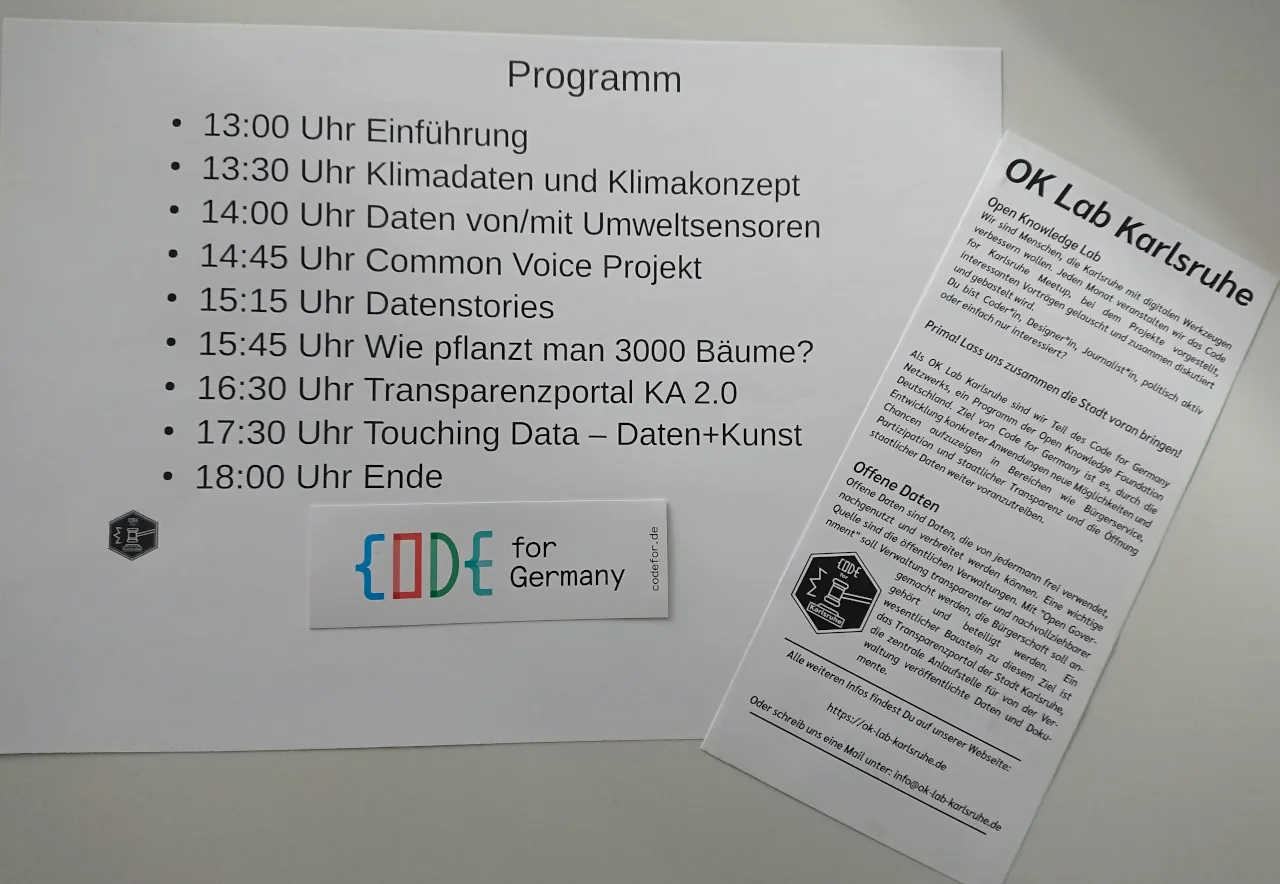 Programm
• 13:00 Uhr Einführung
• 13:30 Uhr Klimadaten und Klimakonzept
• 14:00 Uhr Daten von/mit Umweltsensoren
• 14:45 Uhr Common Voice Projekt
• 15:15 Uhr Datenstories
• 15:45 Uhr Wie pflanzt man 3000 Bäume?
• 16:30 Uhr Transparenzportal KA 2.0
• 17:30 Uhr Touching Data – Daten+Kunst
• 18:00 Uhr Ende
{CODE for
Germany
codefor.de
OK Lab Karlsruhe
Open Knowledge Lab
Wir sind Menschen, die Karlsruhe mit digitalen Werkzeugen
verbessern wollen. Jeden Monat veranstalten wir das Code
for Karlsruhe Meetup, bei dem Projekte vorgestellt,
interessanten Vorträgen gelauscht und zusammen diskutiert
und gebastelt wird.
Du bist Coder*in, Designer*in, Journalist*in, politisch aktiv
oder einfach nur interessiert?
Prima! Lass uns zusammen die Stadt voran bringen!
Als OK Lab Karlsruhe sind wir Teil des Code for Germany
Netzwerks, ein Programm der Open Knowledge Foundation
Deutschland. Ziel von Code for Germany ist es, durch die
Entwicklung konkreter Anwendungen neue Möglichkeiten und
Chancen aufzuzeigen in Bereichen wie Bürgerservice,
Partizipation und staatlicher Transparenz und die Öffnung
staatlicher Daten weiter voranzutreiben.
Offene Daten
Offene Daten sind Daten, die von jedermann frei verwendet,
nachgenutzt und verbreitet werden können. Eine wichtige
Quelle sind die öffentlichen Verwaltungen. Mit "Open Gover-
nment" soll Verwaltung transparenter und nachvollziehbarer
gemacht werden, die Bürgerschaft soll an-
gehört und beteiligt werden. Ein
wesentlicher Baustein zu diesem Ziel ist
das Transparenzportal der Stadt Karlsruhe,
die zentrale Anlaufstelle für von der Ver-
waltung veröffentlichte Daten und Doku-
mente.
CODE
for
Karlsruhe
Alle weiteren Infos findest Du auf unserer Webseite:
https://ok-lab-karlsruhe.de
Oder schreib uns eine Mail unter: info@ok-lab-karlsruhe.de